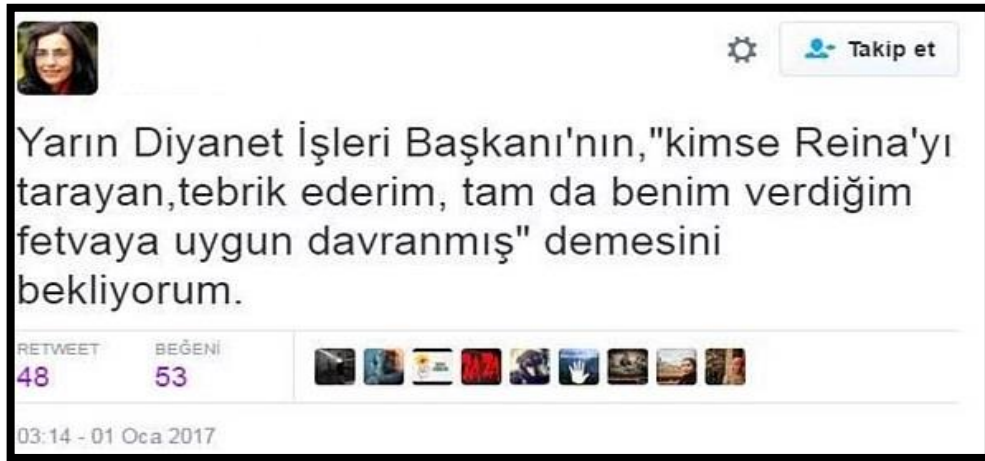 Takip et
Yarın Diyanet İşleri Başkanı'nın,"kimse Reina'yı
tarayan,tebrik ederim, tam da benim verdiğim
fetvaya uygun davranmış" demesini
bekliyorum.
RETWEET BEĞENİ
48 53
03:14 - 01 Oca 2017